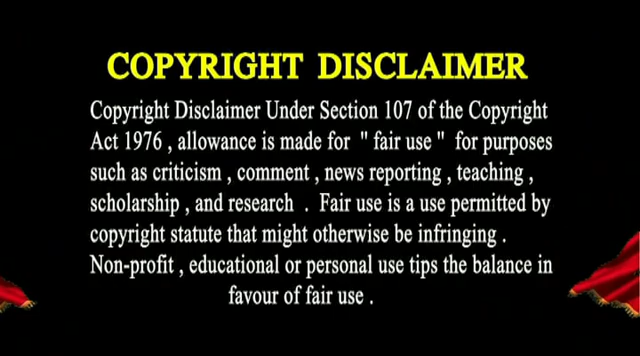 COPYRIGHT DISCLAIMER
Copyright Disclaimer Under Section 107 of the Copyright
Act 1976 , allowance is made for " fair use " for purposes
such as criticism , comment , news reporting , teaching ,
scholarship , and research . Fair use is a use permitted by
copyright statute that might otherwise be infringing .
Non-profit , educational or personal use tips the balance in
favour of fair use .